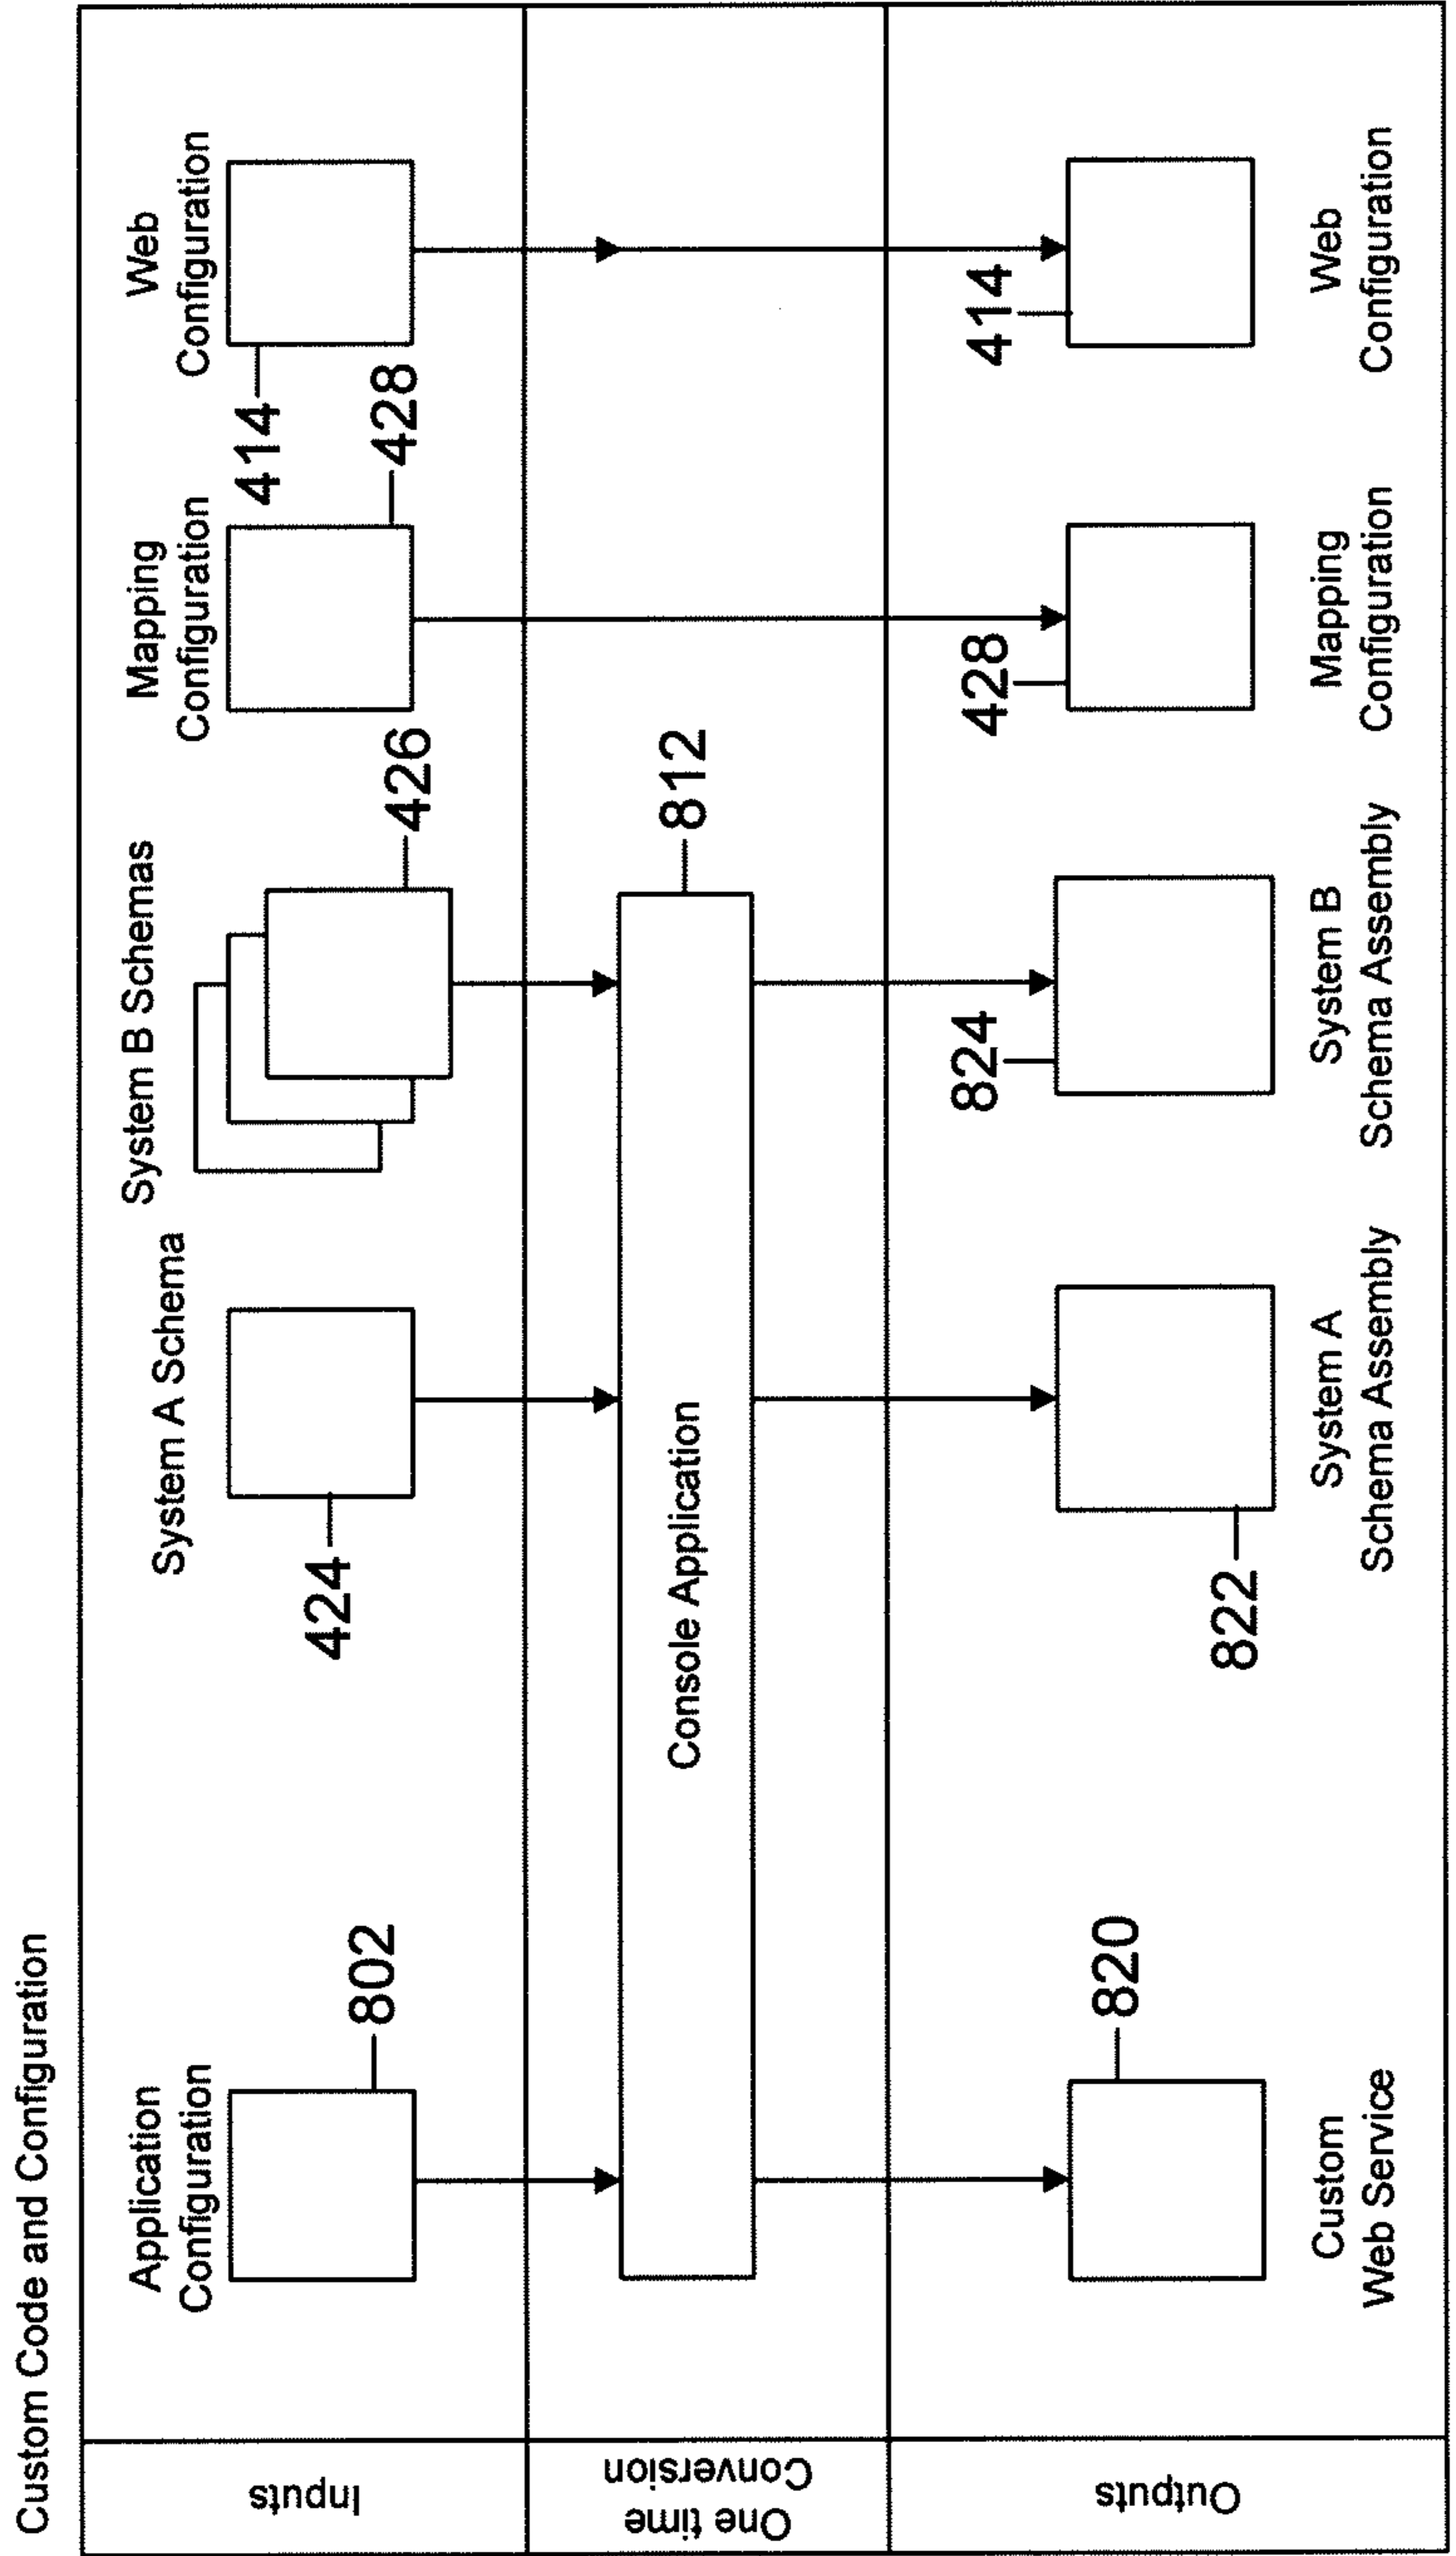 Custom Code and Configuration
Inputs
Application
Configuration
802
System A Schema
424
System B Schemas
426
Mapping
Configuration
428
Web
Configuration
414
One time
Conversion
Console Application
812
Outputs
820
Custom
Web Service
822
System A
Schema Assembly
824
System B
Schema Assembly
428
Mapping
Configuration
414
Web
Configuration